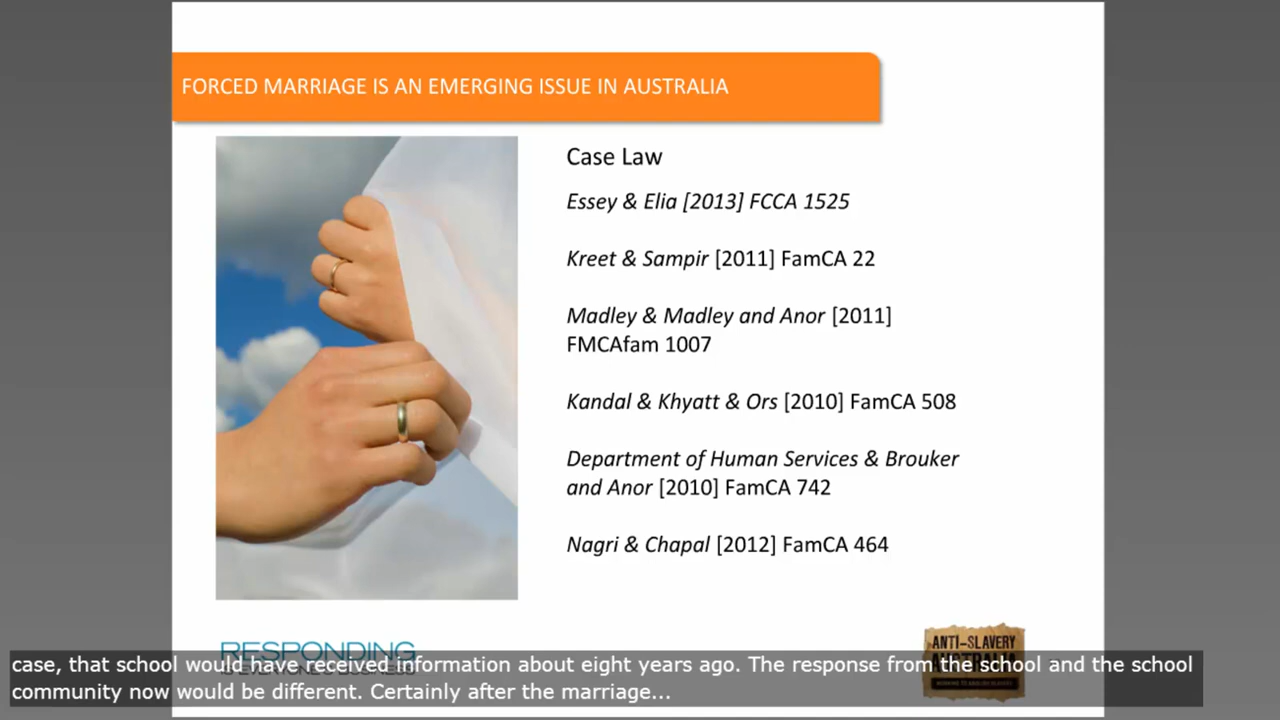 FORCED MARRIAGE IS AN EMERGING ISSUE IN AUSTRALIA
Case Law
Essey & Elia [2013] FCCA 1525
Kreet & Sampir [2011] FamCA 22
Madley & Madley and Anor [2011]
FMCAfam 1007
Kandal & Khyatt & Ors [2010] FamCA 508
Department of Human Services & Brouker
and Anor [2010] FamCA 742
Nagri & Chapal [2012] FamCA 464
RESPONDING
IS EVERYONE'S BUSINESS
ANTI-SLAVERY
AUSTRALIA
case, that school would have received information about eight years ago. The response from the school and the school
community now would be different. Certainly after the marriage...